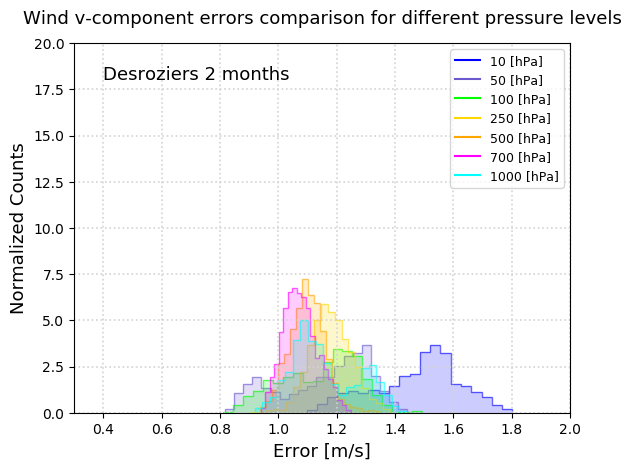 Wind v-component errors comparison for different pressure levels
20.0
17.5
15.0
12.5
10.0
7.5
5.0
2.5
0.0
Normalized Counts
Desroziers 2 months
10 [hPa]
50 [hPa]
100 [hPa]
250 [hPa]
500 [hPa]
700 [hPa]
1000 [hPa]
0.4 0.6 0.8 1.0 1.2 1.4 1.6 1.8 2.0
Error [m/s]